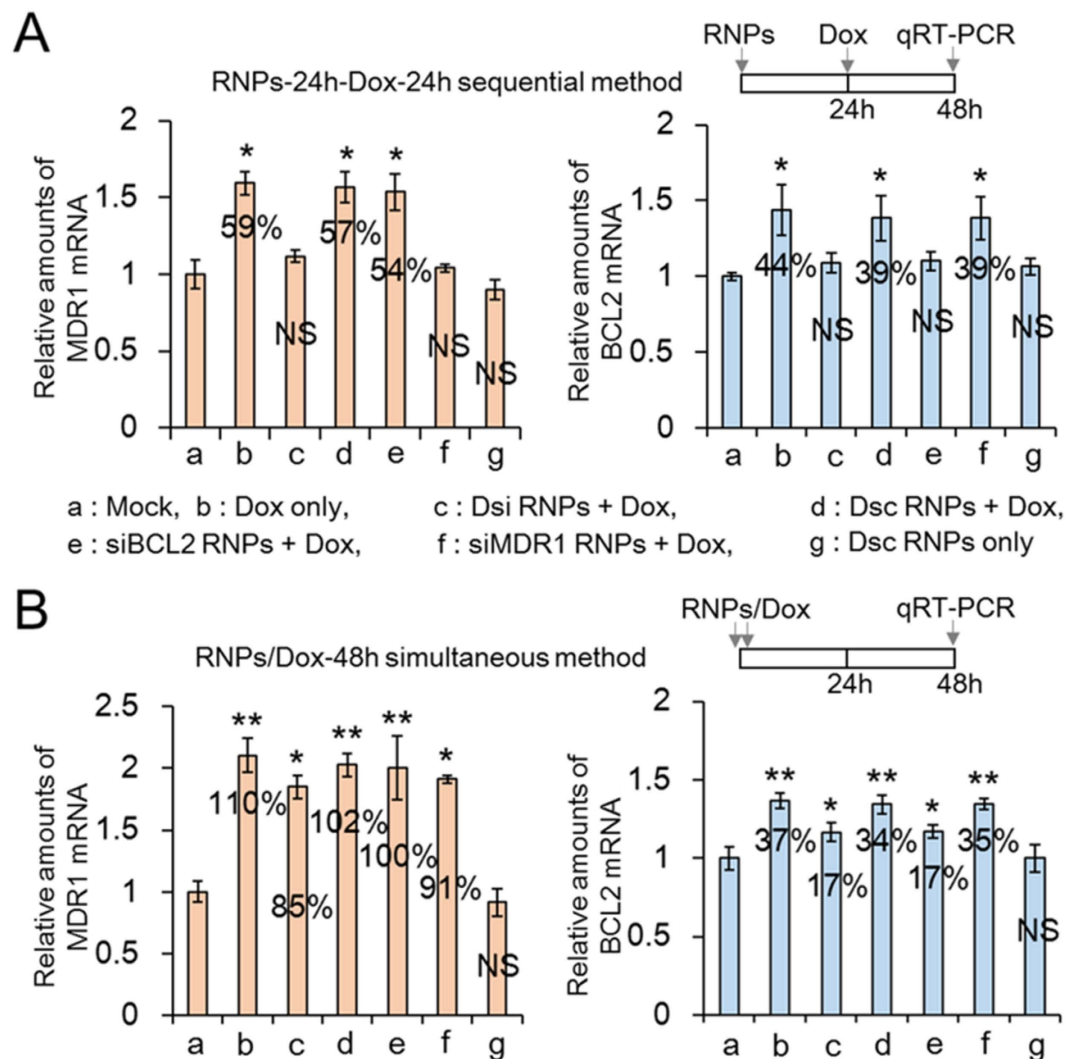 A
RNPs Dox qRT-PCR
RNPs-24h-Dox-24h sequential method
24h 48h
Relative amounts of
MDR1 mRNA
2
1.5
1
0.5
0
* * *
59% 57% 54%
NS NS NS
a b c d e f g
Relative amounts of
BCL2 mRNA
2
1.5
1
0.5
0
* * *
44% 39% 39%
NS NS NS
a b c d e f g
a : Mock, b : Dox only, c : Dsi RNPs + Dox, d : Dsc RNPs + Dox,
e : siBCL2 RNPs + Dox, f : siMDR1 RNPs + Dox, g : Dsc RNPs only
B
RNPs/Dox qRT-PCR
RNPs/Dox-48h simultaneous method
24h 48h
Relative amounts of
MDR1 mRNA
2.5
2
1.5
1
0.5
0
** * ** ** *
110% 85% 102% 100% 91%
NS
a b c d e f g
Relative amounts of
BCL2 mRNA
2
1.5
1
0.5
0
** * ** * **
37% 17% 34% 17% 35%
NS
a b c d e f g